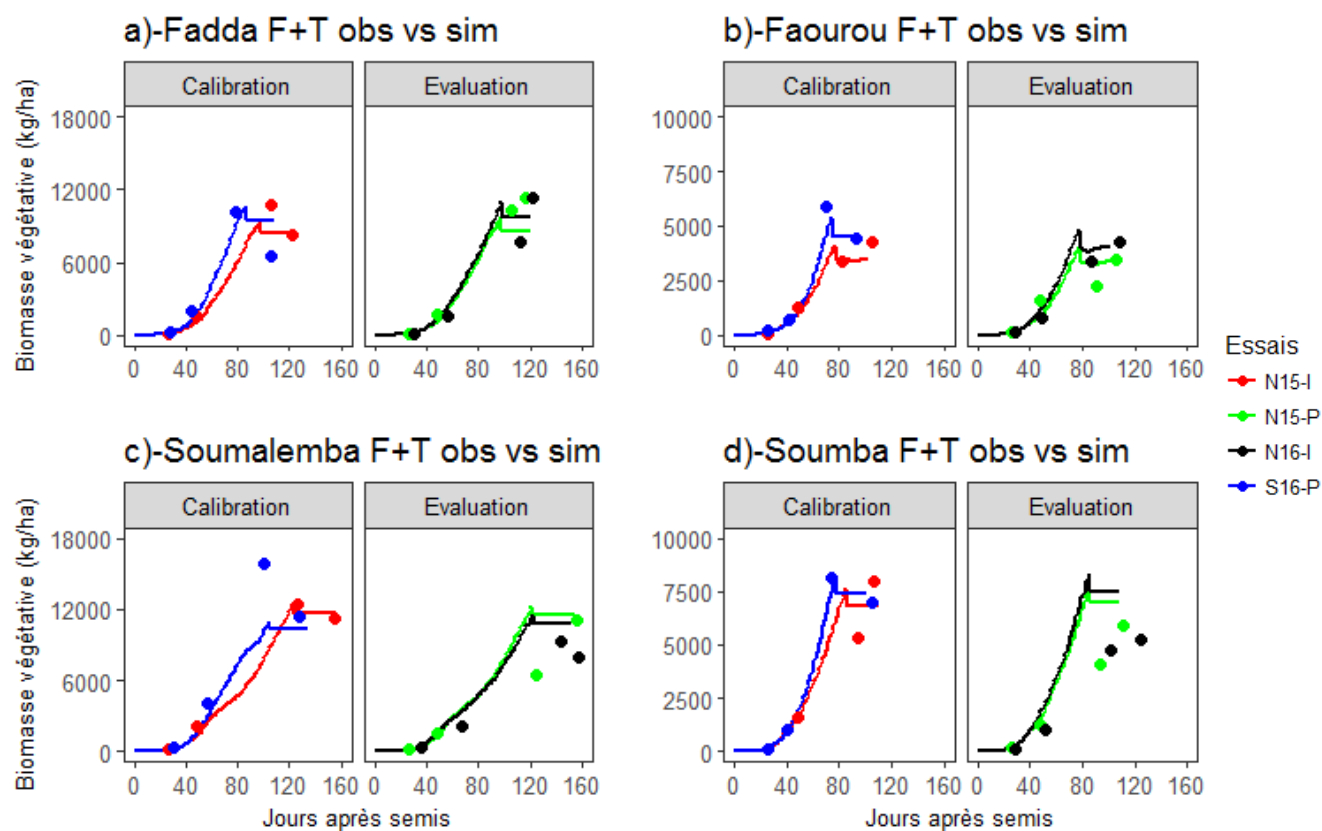 a)-Fadda F+T obs vs sim
b)-Faourou F+T obs vs sim
Calibration
Evaluation
Calibration
Evaluation
Biomasse végétative (kg/ha)
18000
12000
6000
0
10000
7500
5000
2500
0
0 40 80 120 160
0 40 80 120 160
0 40 80 120 160
0 40 80 120 160
Essais
N15-I
N15-P
N16-I
S16-P
c)-Soumalemba F+T obs vs sim
d)-Soumba F+T obs vs sim
Calibration
Evaluation
Calibration
Evaluation
Biomasse végétative (kg/ha)
18000
12000
6000
0
10000
7500
5000
2500
0
0 40 80 120 160
0 40 80 120 160
0 40 80 120 160
0 40 80 120 160
Jours après semis
Jours après semis